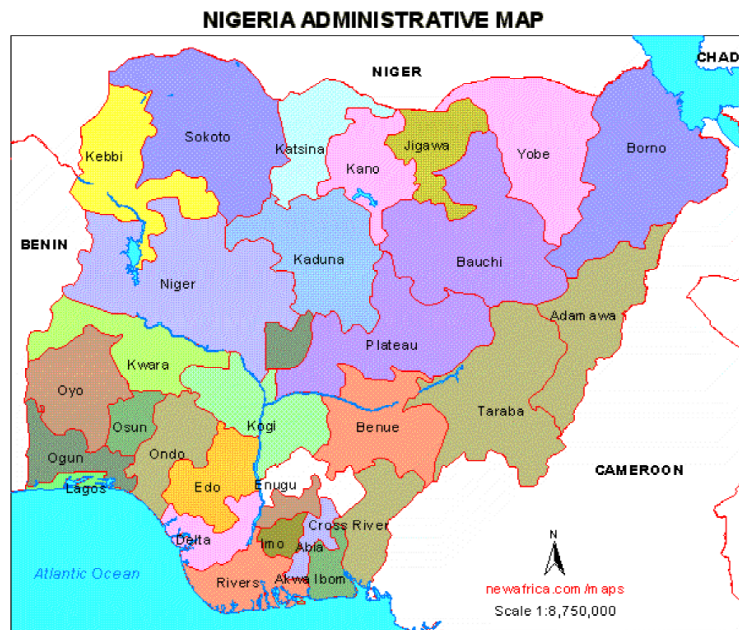 NIGERIA ADMINISTRATIVE MAP
CHAD
NIGER
Sokoto
Katsina
Jigawa
Kebbi
Kano
Yobe
Borno
BENIN
Kaduna
Bauchi
Niger
Adamawa
Plateau
Kwara
Oyo
Taraba
Osun
Kogi
Benue
Ondo
Ogun
CAMEROON
Edo
Enugu
Lagos
Cross River
Delta
Imo
Abia
N
Atlantic Ocean
Rivers
Akwa Ibom
newafrica.com/maps
Scale 1:8,750,000